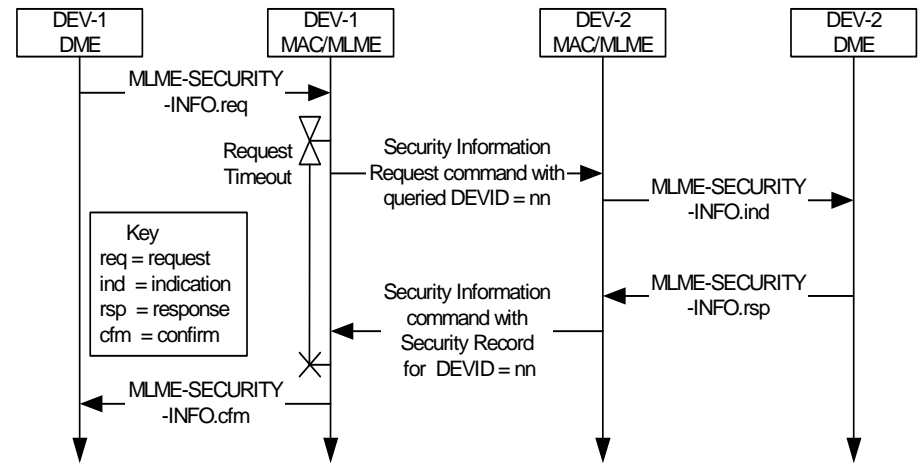 DEV-1
DME
DEV-1
MAC/MLME
DEV-2
MAC/MLME
DEV-2
DME
MLME-SECURITY
-INFO.req
Request
Timeout
Security Information
Request command with
queried DEVID = nn
MLME-SECURITY
-INFO.ind
Key
req = request
ind = indication
rsp = response
cfm = confirm
MLME-SECURITY
-INFO.rsp
Security Information
command with
Security Record
for DEVID = nn
MLME-SECURITY
-INFO.cfm